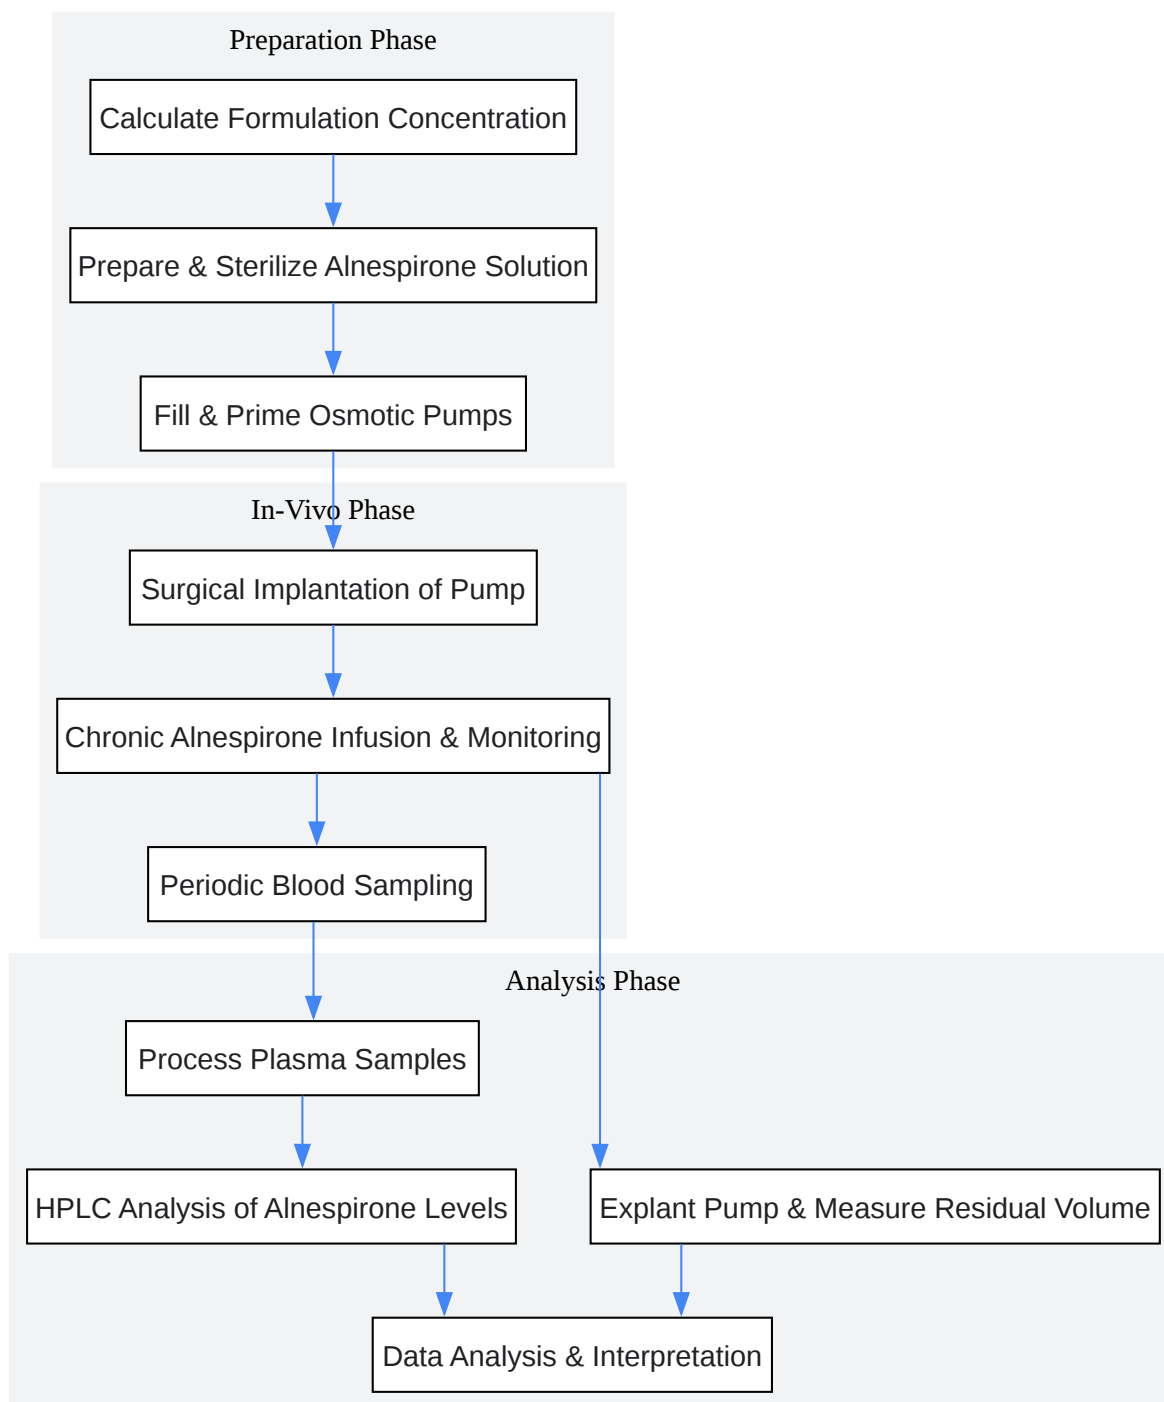 Preparation Phase
Calculate Formulation Concentration
Prepare & Sterilize Alnespirone Solution
Fill & Prime Osmotic Pumps
In-Vivo Phase
Surgical Implantation of Pump
Chronic Alnespirone Infusion & Monitoring
Periodic Blood Sampling
Analysis Phase
Process Plasma Samples
HPLC Analysis of Alnespirone Levels
Explant Pump & Measure Residual Volume
Data Analysis & Interpretation